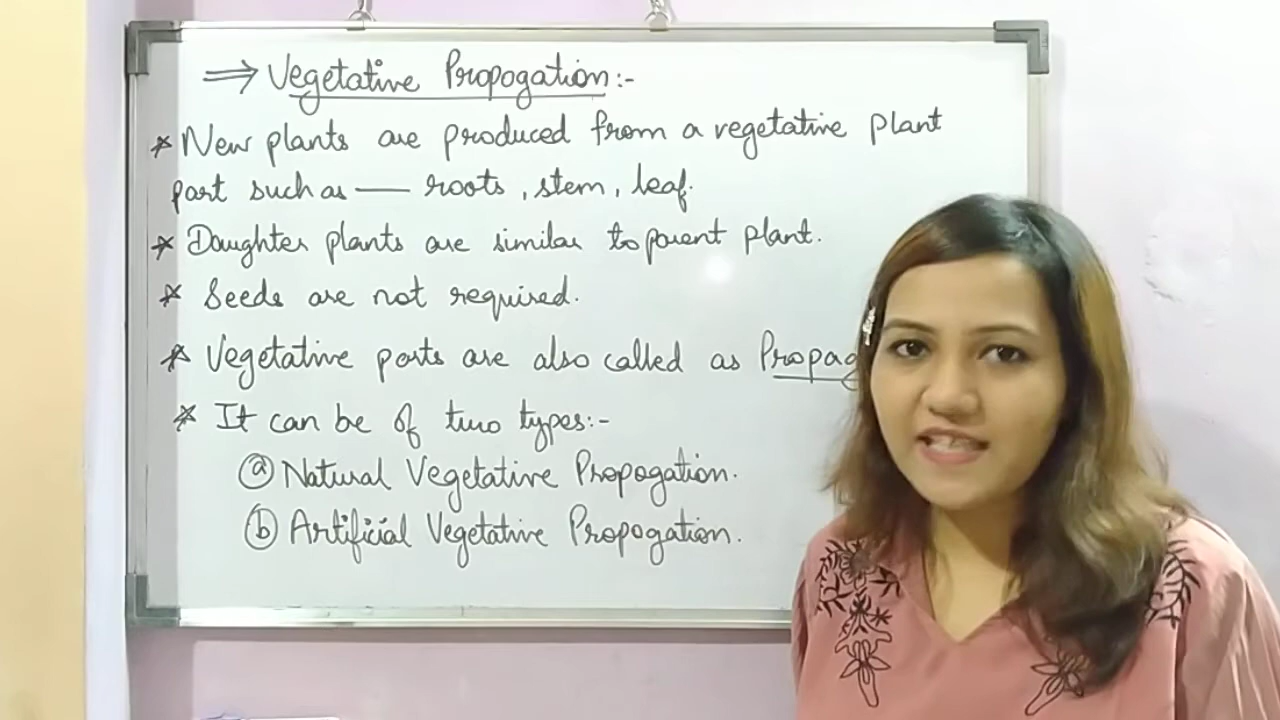 ⇒ Vegetative Propogation:-
* New plants are produced from a vegetative plant
part such as — roots, stem, leaf.
* Daughter plants are similar to parent plant.
* Seeds are not required.
* Vegetative parts are also called as Propag
* It can be of two types:-
ⓐ Natural Vegetative Propogation.
ⓑ Artificial Vegetative Propogation.